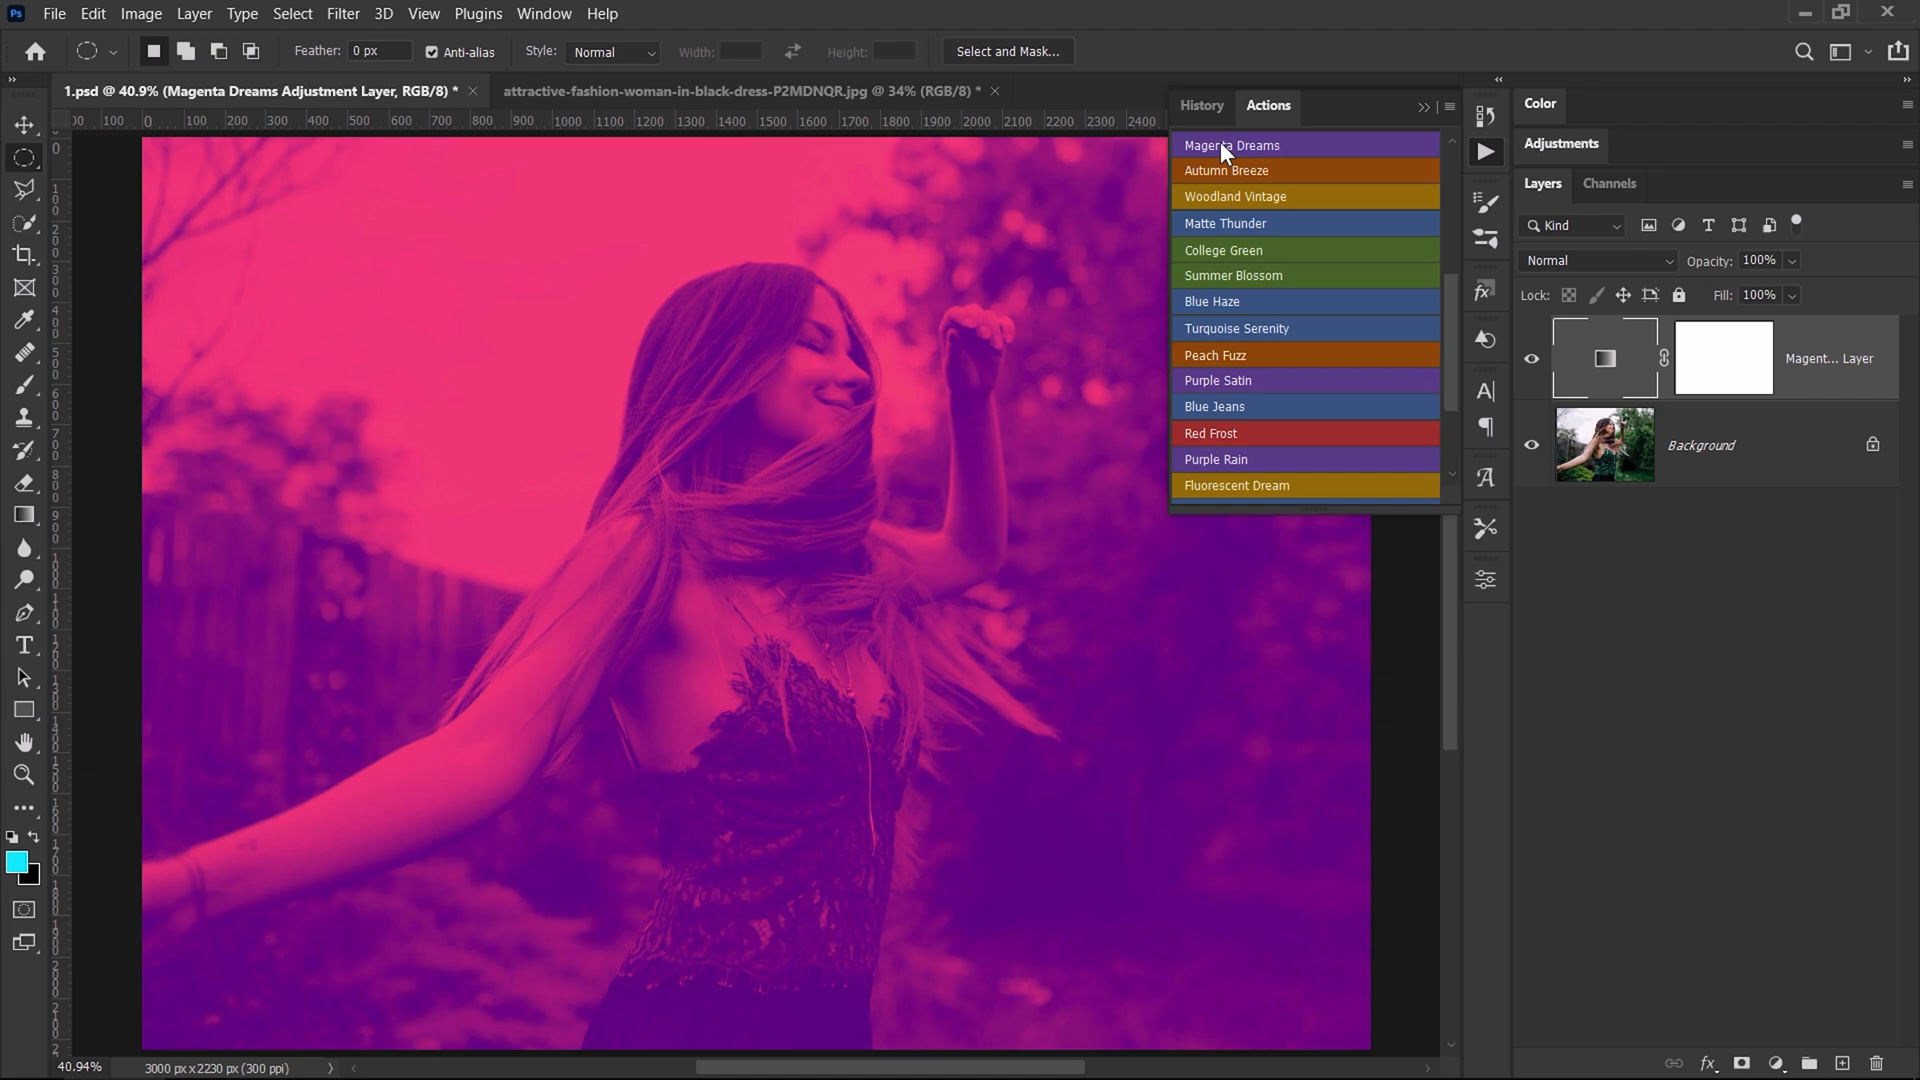 Ps File Edit Image Layer Type Select Filter 3D View Plugins Window Help
Feather: 0 px Anti-alias Style: Normal Width: Height: Select and Mask...
1.psd @ 40.9% (Magenta Dreams Adjustment Layer, RGB/8) *
attractive-fashion-woman-in-black-dress-P2MDNQR.jpg @ 34% (RGB/8) *
00 100 0 100 200 300 400 500 600 700 800 900 1000 1100 1200 1300 1400 1500 1600 1700 1800 1900 2000 2100 2200 2300 2400
History Actions
Magenta Dreams
Autumn Breeze
Woodland Vintage
Matte Thunder
College Green
Summer Blossom
Blue Haze
Turquoise Serenity
Peach Fuzz
Purple Satin
Blue Jeans
Red Frost
Purple Rain
Fluorescent Dream
Color
Adjustments
Layers Channels
Kind
Normal Opacity: 100%
Lock: Fill: 100%
Magent... Layer
Background
40.94% 3000 px x 2230 px (300 ppi)